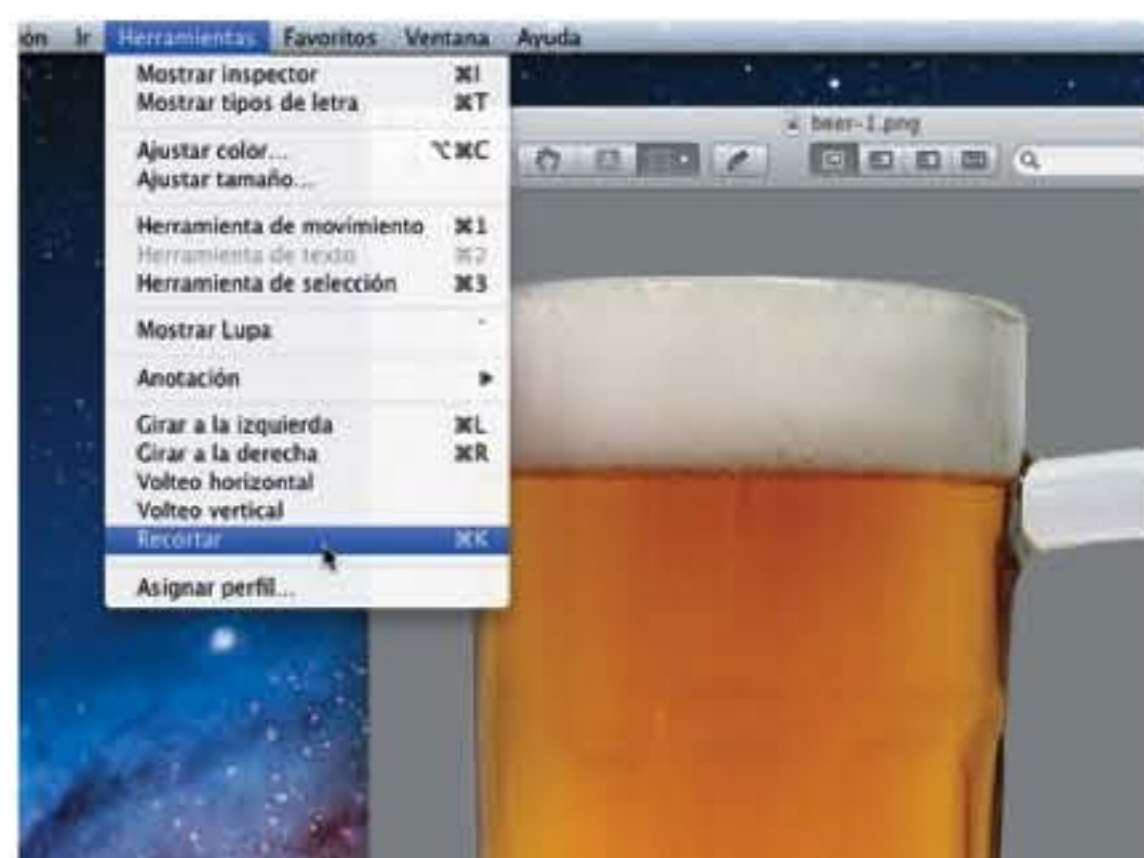 ón Ir Herramientas Favoritos Ventana Ayuda
Mostrar inspector ⌘I
Mostrar tipos de letra ⌘T
beer-1.png
Ajustar color... ⌥⌘C
Ajustar tamaño...
Herramienta de movimiento ⌘1
Herramienta de texto ⌘2
Herramienta de selección ⌘3
Mostrar Lupa `
Anotación ▶
Girar a la izquierda ⌘L
Girar a la derecha ⌘R
Volteo horizontal
Volteo vertical
Recortar ⌘K
Asignar perfil...